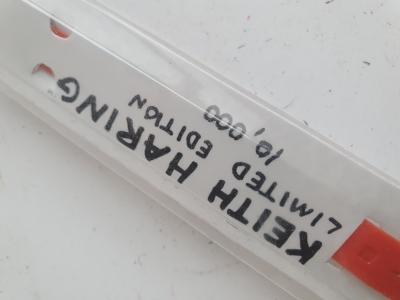 KEITH HARING
LIMITED EDITION
10,000